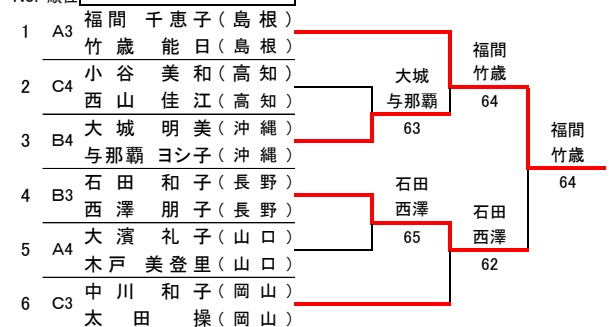 No. 順位
1 A3 福間 千恵子(島根)
竹歳 能日(島根)
2 C4 小谷 美和(高知)
西山 佳江(高知)
3 B4 大城 明美(沖縄)
与那覇 ヨシ子(沖縄)
4 B3 石田 和子(長野)
西澤 朋子(長野)
5 A4 大濱 礼子(山口)
木戸 美登里(山口)
6 C3 中川 和子(岡山)
太田 操(岡山)
大城
与那覇
63
石田
西澤
65
福間
竹歳
64
石田
西澤
62
福間
竹歳
64